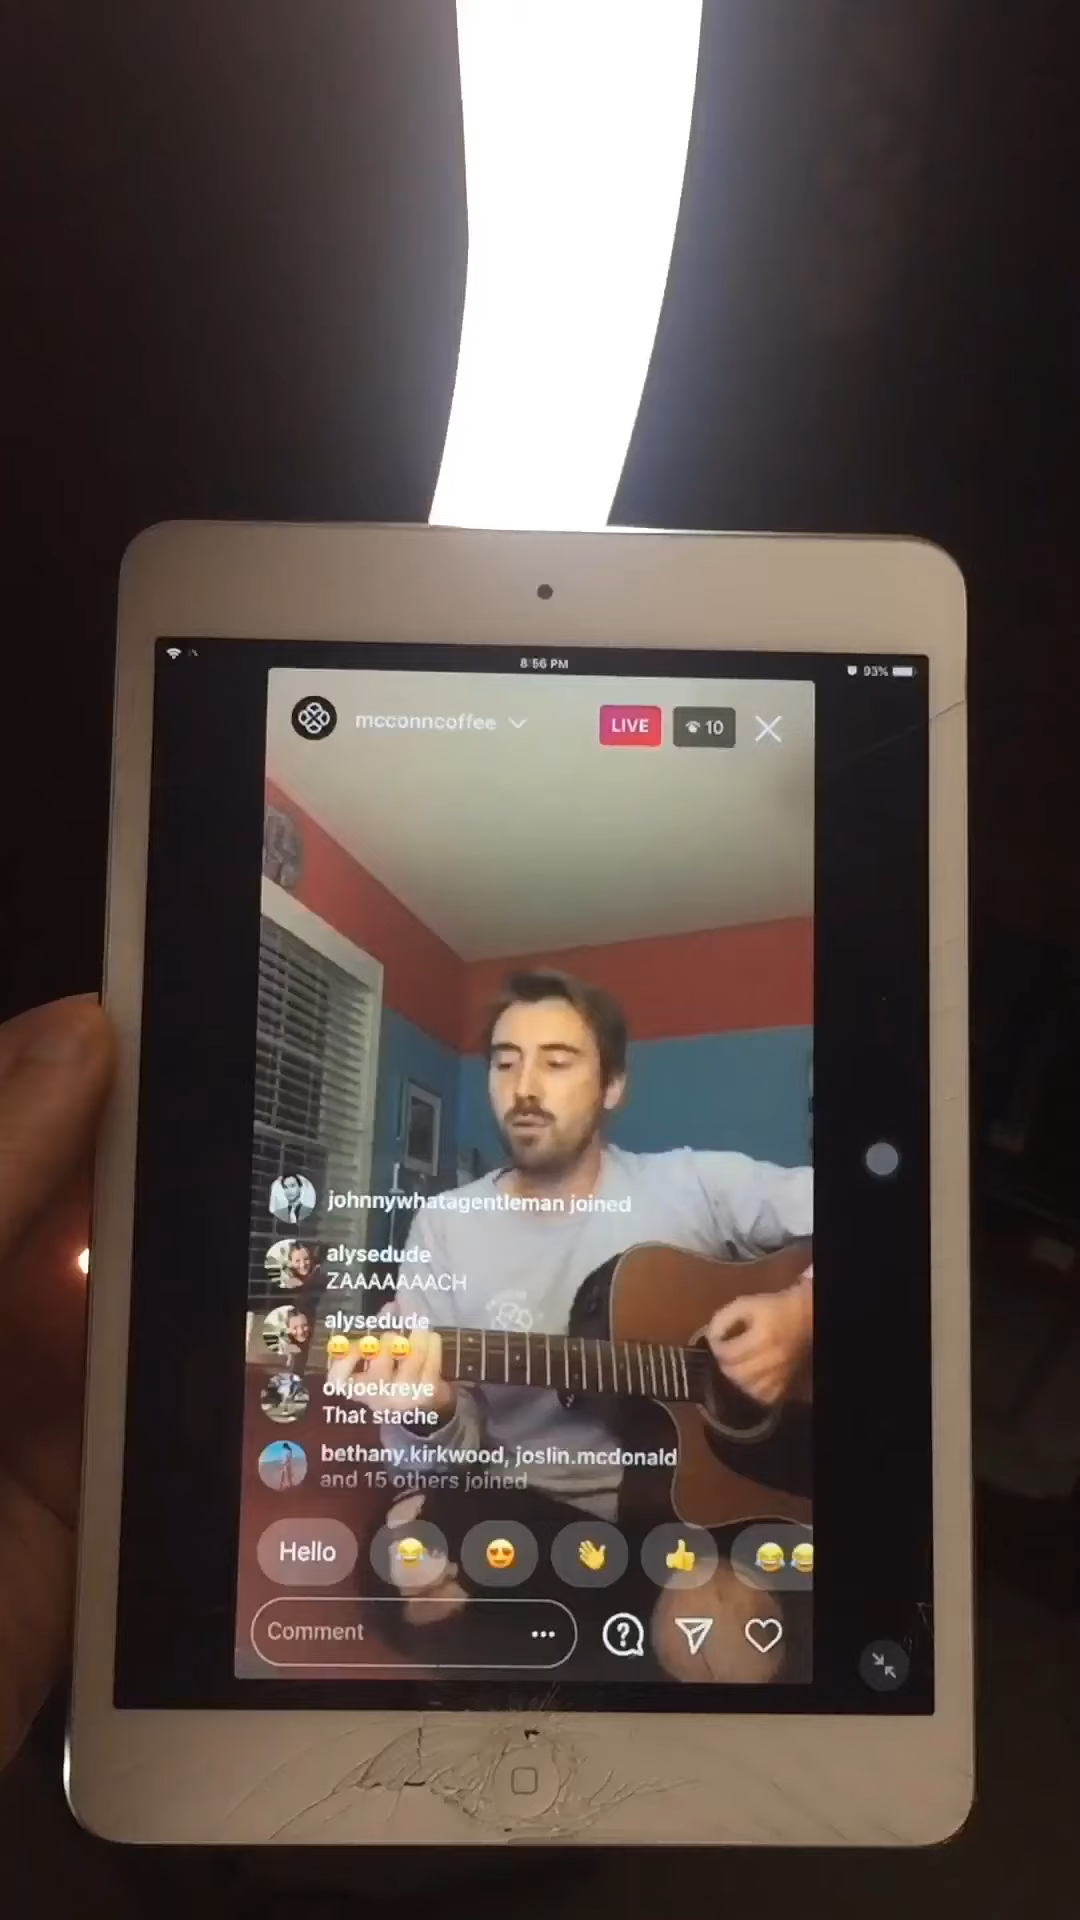 8:56 PM
93%
mcconncoffee
LIVE
10
johnnywhatagentleman joined
alysedude
ZAAAAAAACH
alysedude
😀 😀 😀
okjoekreye
That stache
bethany.kirkwood, joslin.mcdonald
and 15 others joined
Hello
Comment